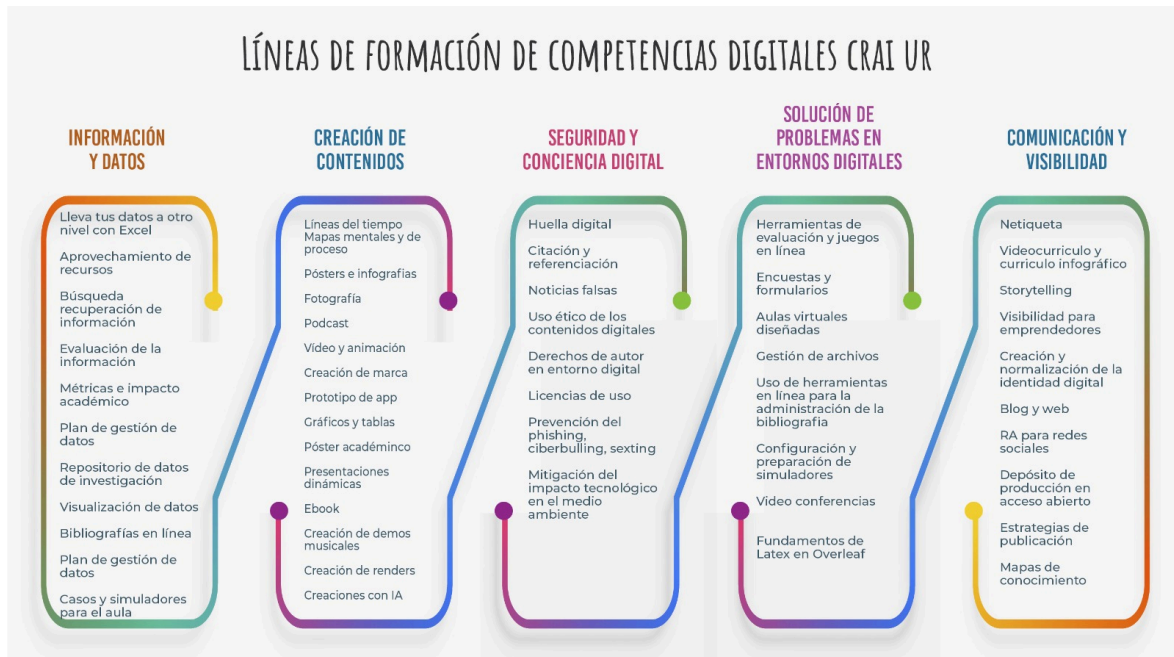 LÍNEAS DE FORMACIÓN DE COMPETENCIAS DIGITALES CRAI UR
INFORMACIÓN
Y DATOS
Lleva tus datos a otro
nivel con Excel
Aprovechamiento de
recursos
Búsqueda
recuperación de
información
Evaluación de la
información
Métricas e impacto
académico
Plan de gestión de
datos
Repositorio de datos
de investigación
Visualización de datos
Bibliografías en línea
Plan de gestión de
datos
Casos y simuladores
para el aula
CREACIÓN DE
CONTENIDOS
Líneas del tiempo
Mapas mentales y de
proceso
Pósters e infografias
Fotografía
Podcast
Vídeo y animación
Creación de marca
Prototipo de app
Gráficos y tablas
Póster académinco
Presentaciones
dinámicas
Ebook
Creación de demos
musicales
Creación de renders
Creaciones con IA
SEGURIDAD Y
CONCIENCIA DIGITAL
Huella digital
Citación y
referenciación
Noticias falsas
Uso ético de los
contenidos digitales
Derechos de autor
en entorno digital
Licencias de uso
Prevención del
phishing,
ciberbulling, sexting
Mitigación del
impacto tecnológico
en el medio
ambiente
SOLUCIÓN DE
PROBLEMAS EN
ENTORNOS DIGITALES
Herramientas de
evaluación y juegos
en línea
Encuestas y
formularios
Aulas virtuales
diseñadas
Gestión de archivos
Uso de herramientas
en línea para la
administración de la
bibliografia
Configuración y
preparación de
simuladores
Video conferencias
Fundamentos de
Latex en Overleaf
COMUNICACIÓN Y
VISIBILIDAD
Netiqueta
Videocurriculo y
curriculo infográfico
Storytelling
Visibilidad para
emprendedores
Creación y
normalización de la
identidad digital
Blog y web
RA para redes
sociales
Depósito de
producción en
acceso abierto
Estrategias de
publicación
Mapas de
conocimiento